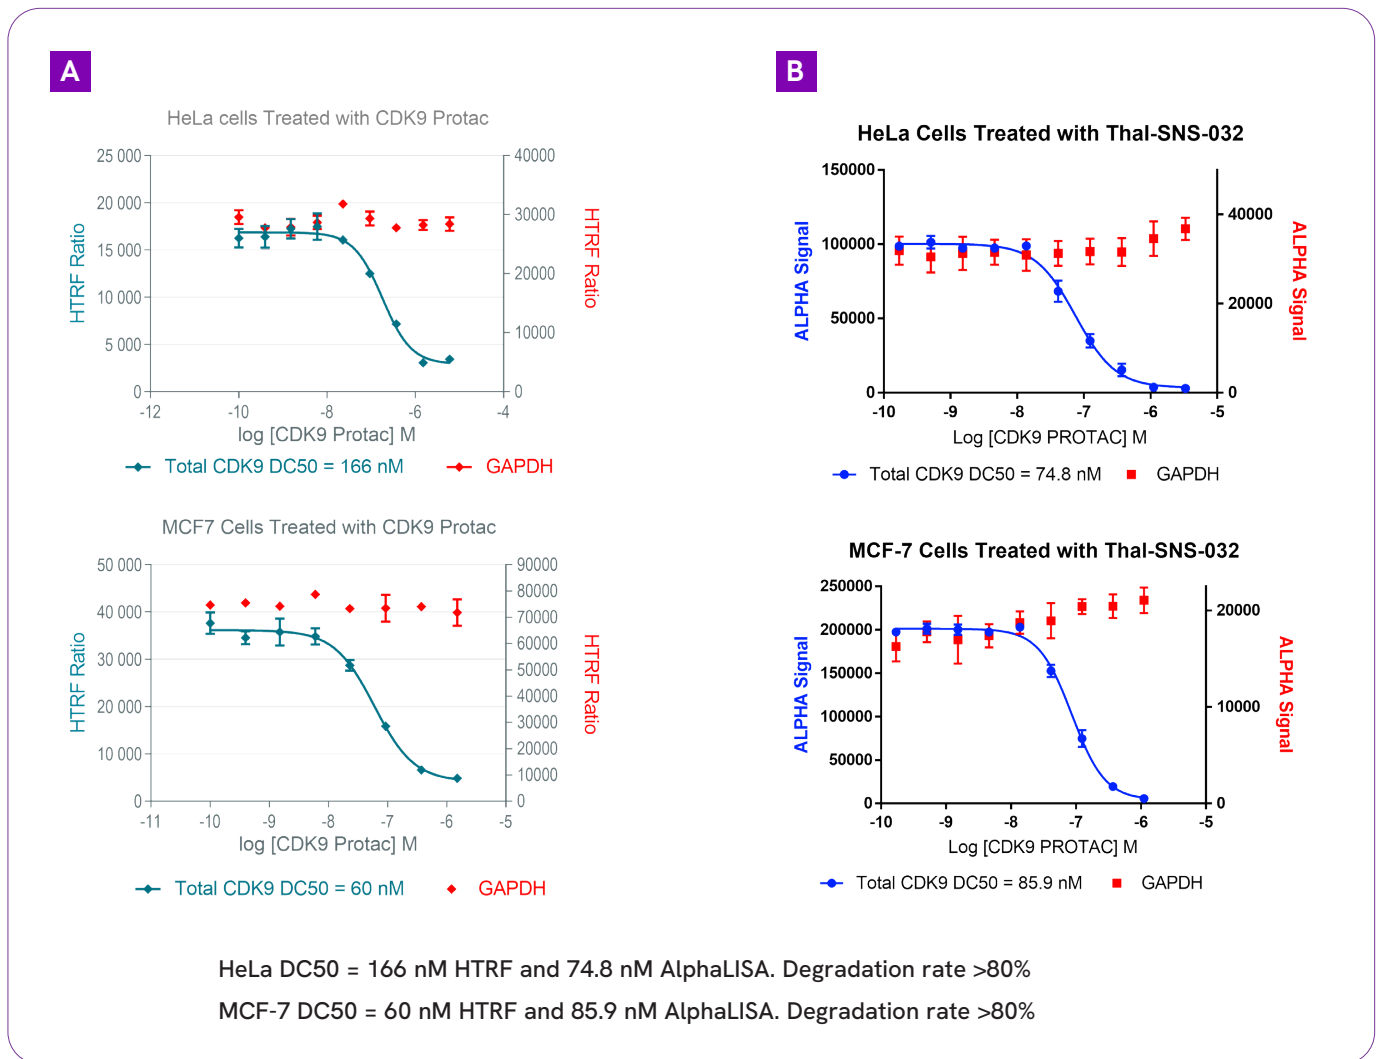 A
HeLa cells Treated with CDK9 Protac
25 000
20 000
15 000
10 000
5 000
0
40000
30000
20000
10000
0
HTRF Ratio
HTRF Ratio
-12
-10
-8
-6
-4
log [CDK9 Protac] M
Total CDK9 DC50 = 166 nM
GAPDH
MCF7 Cells Treated with CDK9 Protac
50 000
40 000
30 000
20 000
10 000
0
90000
80000
70000
60000
50000
40000
30000
20000
10000
0
HTRF Ratio
HTRF Ratio
-11
-10
-9
-8
-7
-6
-5
log [CDK9 Protac] M
Total CDK9 DC50 = 60 nM
GAPDH
B
HeLa Cells Treated with Thal-SNS-032
150000
100000
50000
0
40000
20000
0
ALPHA Signal
ALPHA Signal
-10
-9
-8
-7
-6
-5
Log [CDK9 PROTAC] M
Total CDK9 DC50 = 74.8 nM
GAPDH
MCF-7 Cells Treated with Thal-SNS-032
250000
200000
150000
100000
50000
0
20000
10000
0
ALPHA Signal
ALPHA Signal
-10
-9
-8
-7
-6
-5
Log [CDK9 PROTAC] M
Total CDK9 DC50 = 85.9 nM
GAPDH
HeLa DC50 = 166 nM HTRF and 74.8 nM AlphaLISA. Degradation rate >80%
MCF-7 DC50 = 60 nM HTRF and 85.9 nM AlphaLISA. Degradation rate >80%